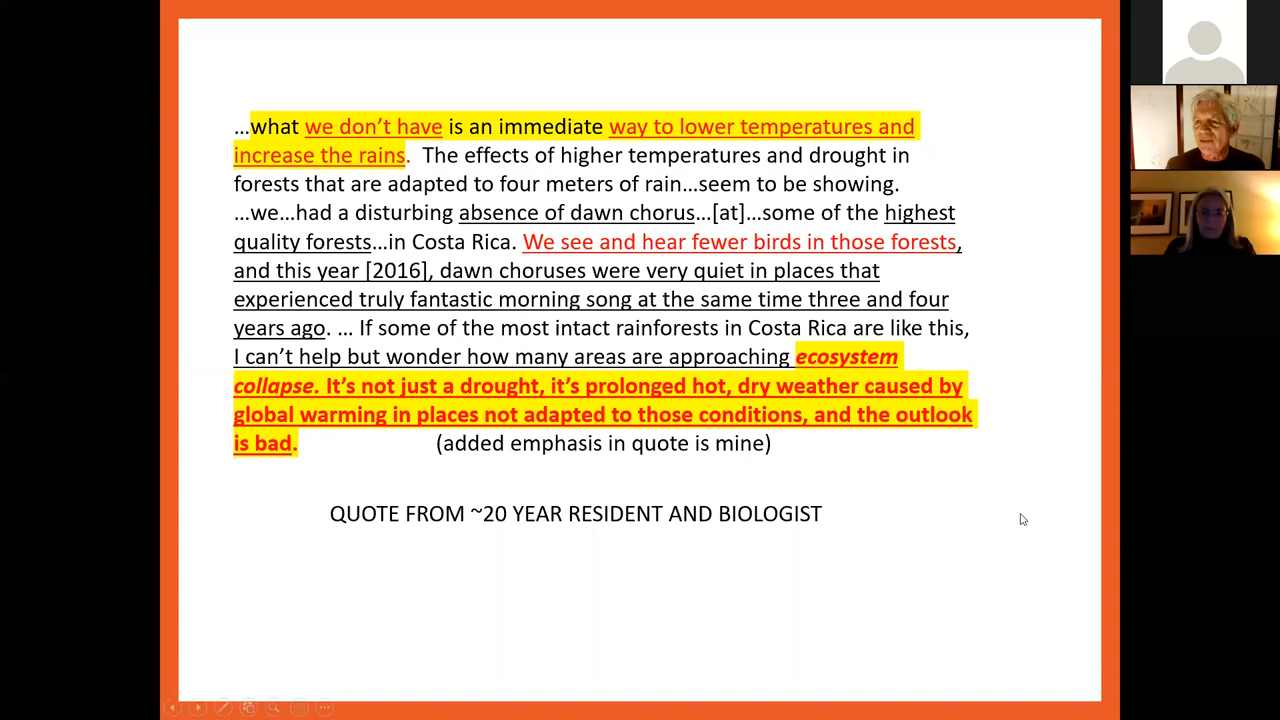 …what we don’t have is an immediate way to lower temperatures and
increase the rains. The effects of higher temperatures and drought in
forests that are adapted to four meters of rain…seem to be showing.
…we…had a disturbing absence of dawn chorus…[at]…some of the highest
quality forests…in Costa Rica. We see and hear fewer birds in those forests,
and this year [2016], dawn choruses were very quiet in places that
experienced truly fantastic morning song at the same time three and four
years ago. … If some of the most intact rainforests in Costa Rica are like this,
I can’t help but wonder how many areas are approaching ecosystem
collapse. It’s not just a drought, it’s prolonged hot, dry weather caused by
global warming in places not adapted to those conditions, and the outlook
is bad. (added emphasis in quote is mine)
QUOTE FROM ~20 YEAR RESIDENT AND BIOLOGIST